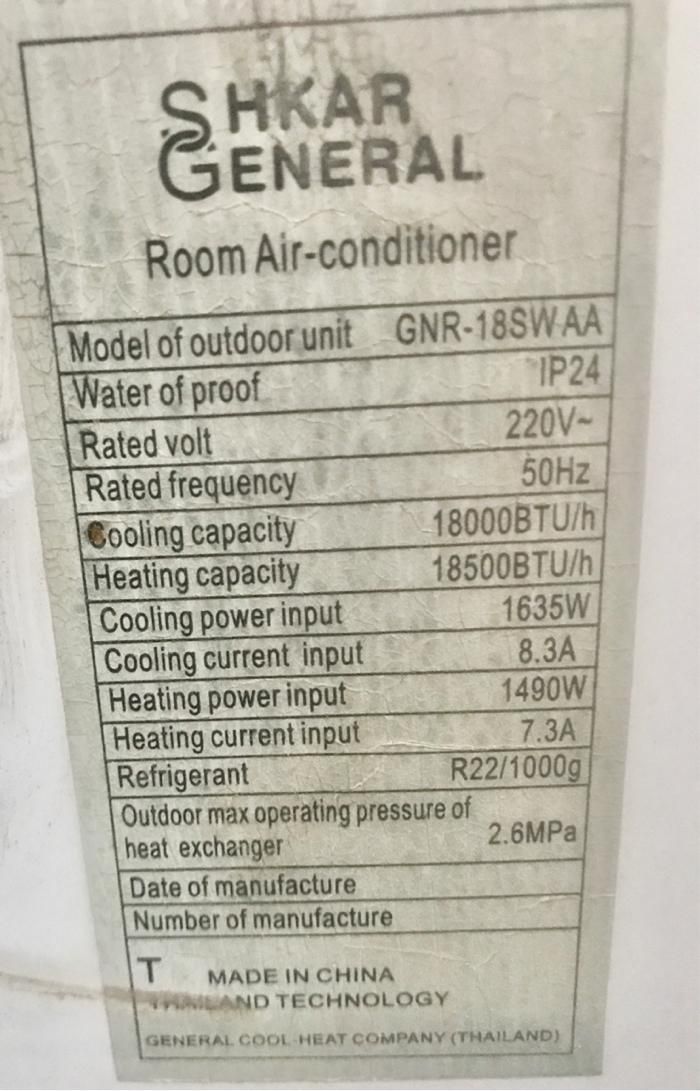 SHKAR
GENERAL
Room Air-conditioner
Model of outdoor unit GNR-18SWAA
Water of proof IP24
Rated volt 220V~
Rated frequency 50Hz
Cooling capacity 18000BTU/h
Heating capacity 18500BTU/h
Cooling power input 1635W
Cooling current input 8.3A
Heating power input 1490W
Heating current input 7.3A
Refrigerant R22/1000g
Outdoor max operating pressure of
heat exchanger 2.6MPa
Date of manufacture
Number of manufacture
T MADE IN CHINA
THAILAND TECHNOLOGY
GENERAL COOL-HEAT COMPANY (THAILAND)